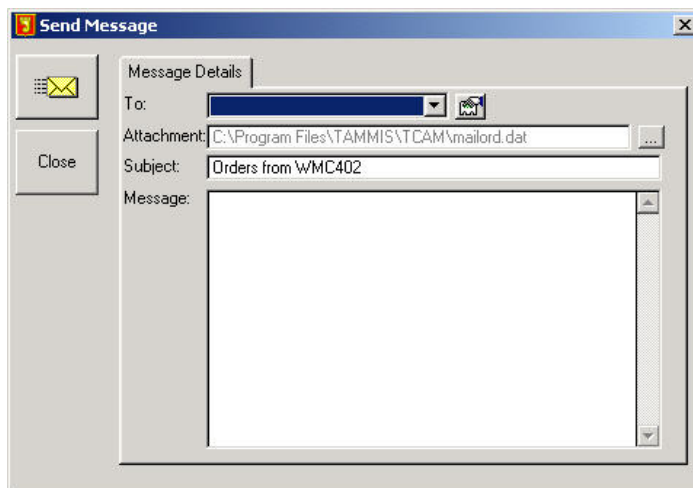 Send Message
Message Details
To:
Attachment: C:\Program Files\TAMMIS\TCAM\mailord.dat ...
Close
Subject: Orders from WMC402
Message: